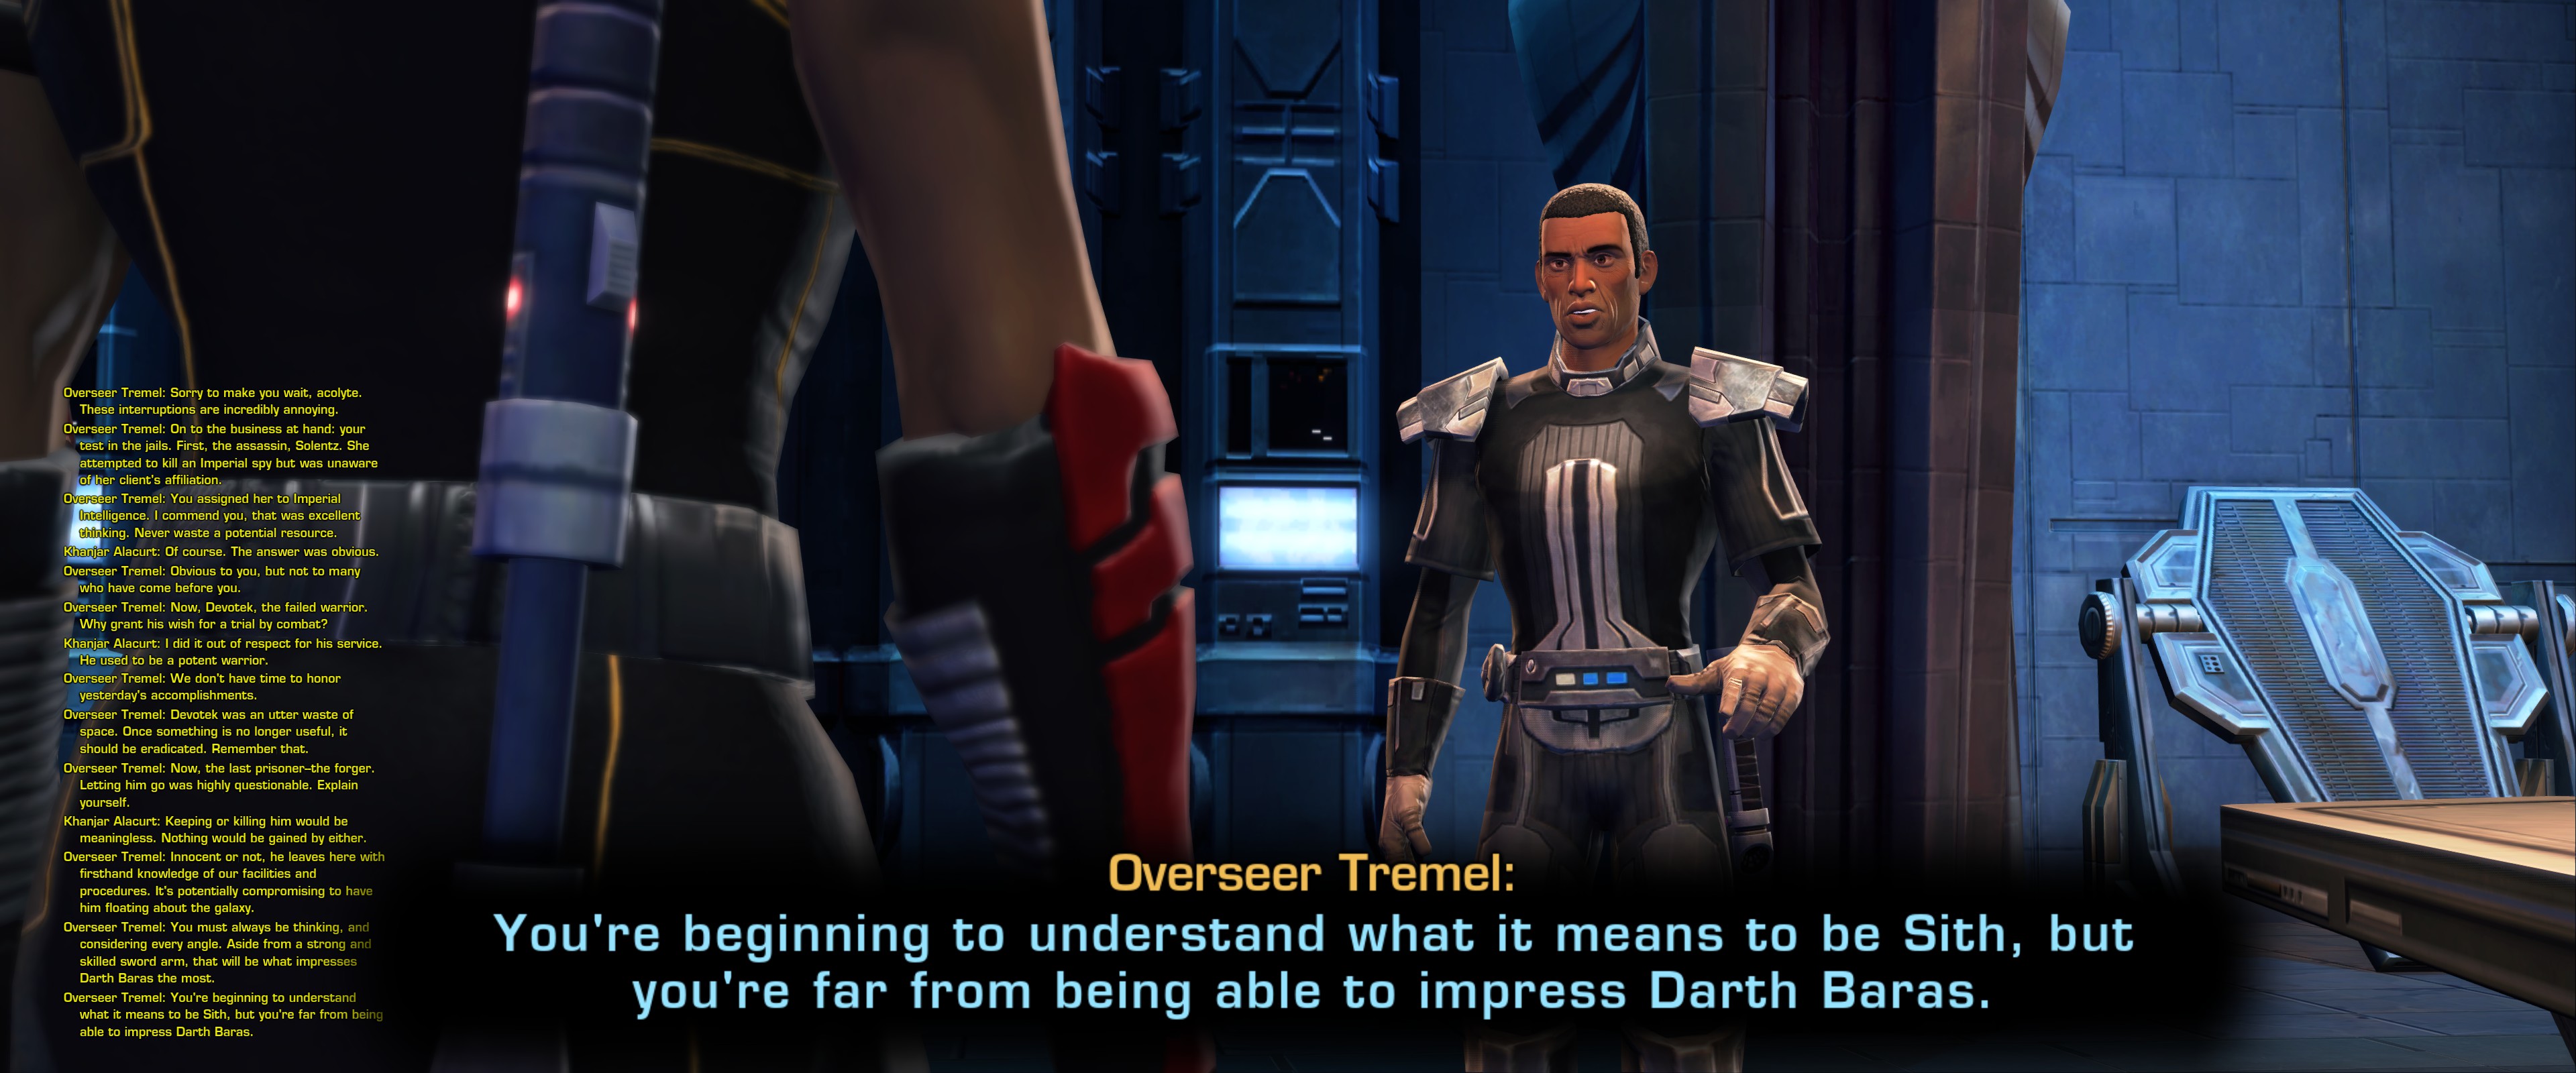 Overseer Tremel: Sorry to make you wait, acolyte.
These interruptions are incredibly annoying.
Overseer Tremel: On to the business at hand: your
test in the jails. First, the assassin, Solentz. She
attempted to kill an Imperial spy but was unaware
of her client's affiliation.
Overseer Tremel: You assigned her to Imperial
Intelligence. I commend you, that was excellent
thinking. Never waste a potential resource.
Khanjar Alacurt: Of course. The answer was obvious.
Overseer Tremel: Obvious to you, but not to many
who have come before you.
Overseer Tremel: Now, Devotek, the failed warrior.
Why grant his wish for a trial by combat?
Khanjar Alacurt: I did it out of respect for his service.
He used to be a potent warrior.
Overseer Tremel: We don't have time to honor
yesterday's accomplishments.
Overseer Tremel: Devotek was an utter waste of
space. Once something is no longer useful, it
should be eradicated. Remember that.
Overseer Tremel: Now, the last prisoner–the forger.
Letting him go was highly questionable. Explain
yourself.
Khanjar Alacurt: Keeping or killing him would be
meaningless. Nothing would be gained by either.
Overseer Tremel: Innocent or not, he leaves here with
firsthand knowledge of our facilities and
procedures. It's potentially compromising to have
him floating about the galaxy.
Overseer Tremel: You must always be thinking, and
considering every angle. Aside from a strong and
skilled sword arm, that will be what impresses
Darth Baras the most.
Overseer Tremel: You're beginning to understand
what it means to be Sith, but you're far from being
able to impress Darth Baras.
Overseer Tremel:
You're beginning to understand what it means to be Sith, but
you're far from being able to impress Darth Baras.